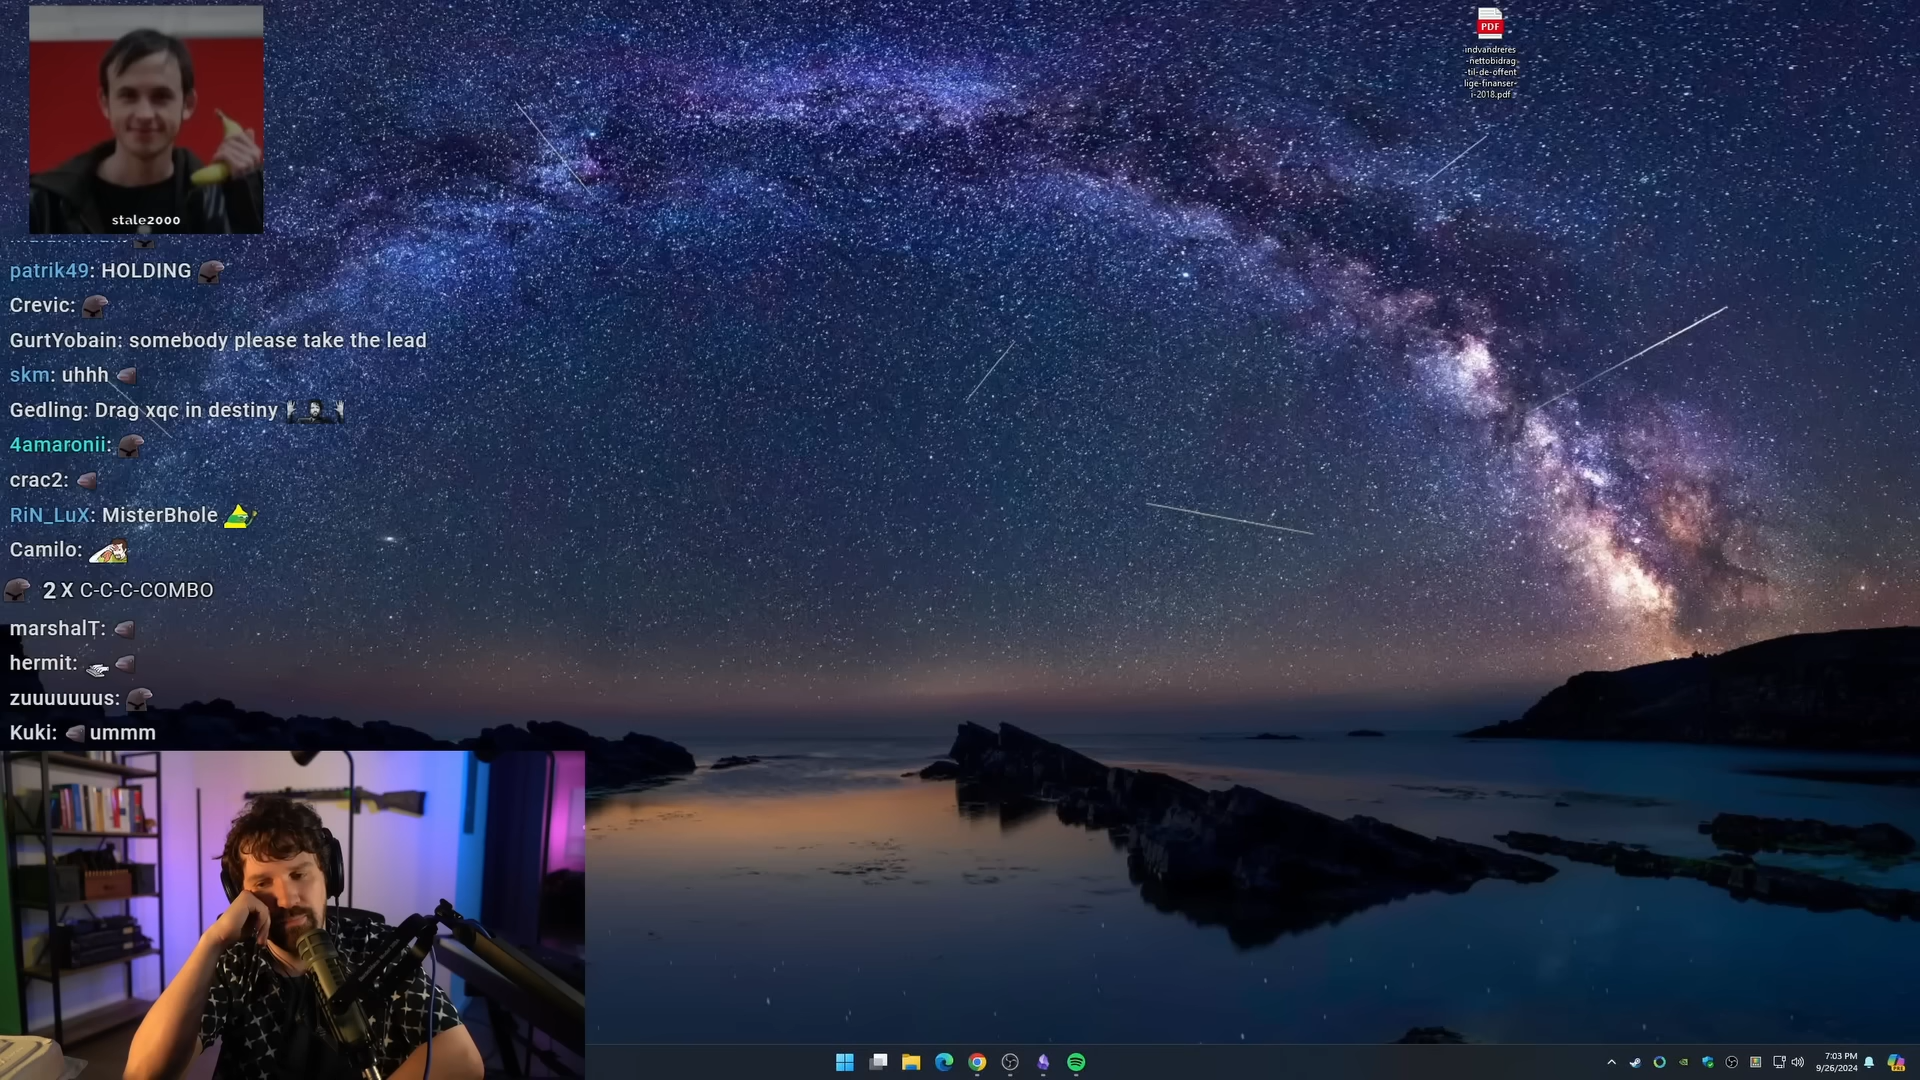 PDF
indvandreres
-nettobidrag
-til-de-offent
lige-finanser-
i-2018.pdf
stale2000
patrik49: HOLDING
Crevic:
GurtYobain: somebody please take the lead
skm: uhhh
Gedling: Drag xqc in destiny
4amaronii:
crac2:
RiN_LuX: MisterBhole
Camilo:
2 X C-C-C-COMBO
marshalT:
hermit:
zuuuuuuus:
Kuki: ummm
7:03 PM
9/26/2024